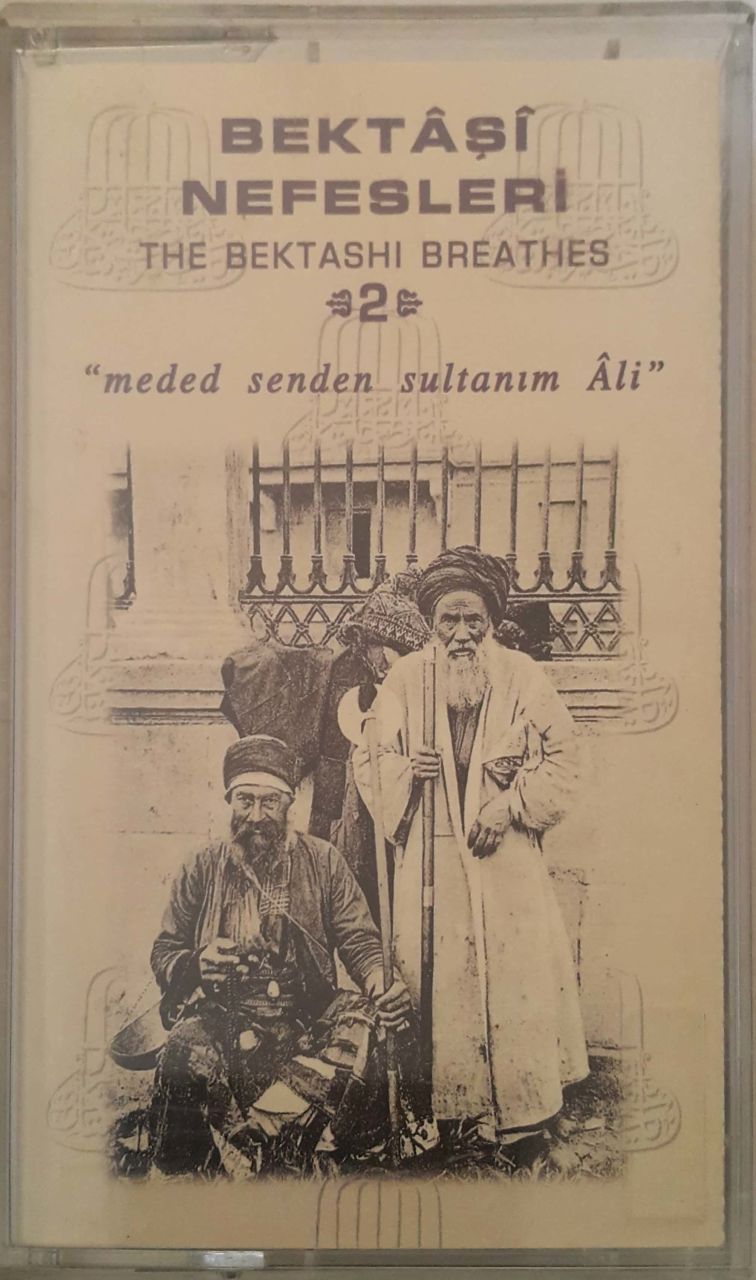 BEKTÂŞÎ
NEFESLERİ
THE BEKTASHI BREATHES
2
“meded senden sultanım Âli”